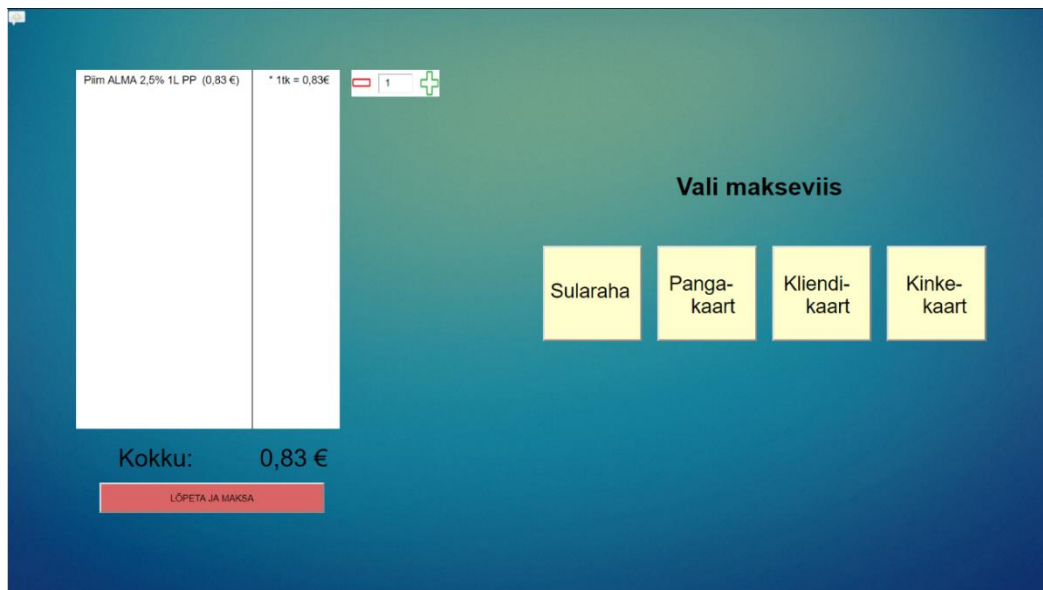 Piim ALMA 2,5% 1L PP (0,83 €) * 1tk = 0,83€
1
Vali makseviis
Sularaha
Panga-
kaart
Kliendi-
kaart
Kinke-
kaart
Kokku: 0,83 €
LÕPETA JA MAKSA